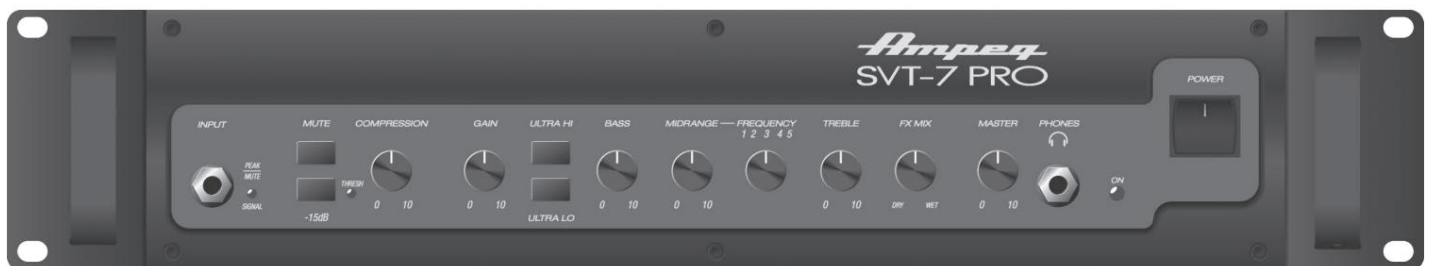 Ampeg
SVT-7 PRO
POWER
INPUT
MUTE
COMPRESSION
GAIN
ULTRA HI
BASS
MIDRANGE
FREQUENCY
TREBLE
FX MIX
MASTER
PHONES
1 2 3 4 5
PEAK
MUTE
SIGNAL
THRESH
ON
0 10
0 10
0 10
0 10
0 10
DRY WET
0 10
-15dB
ULTRA LO